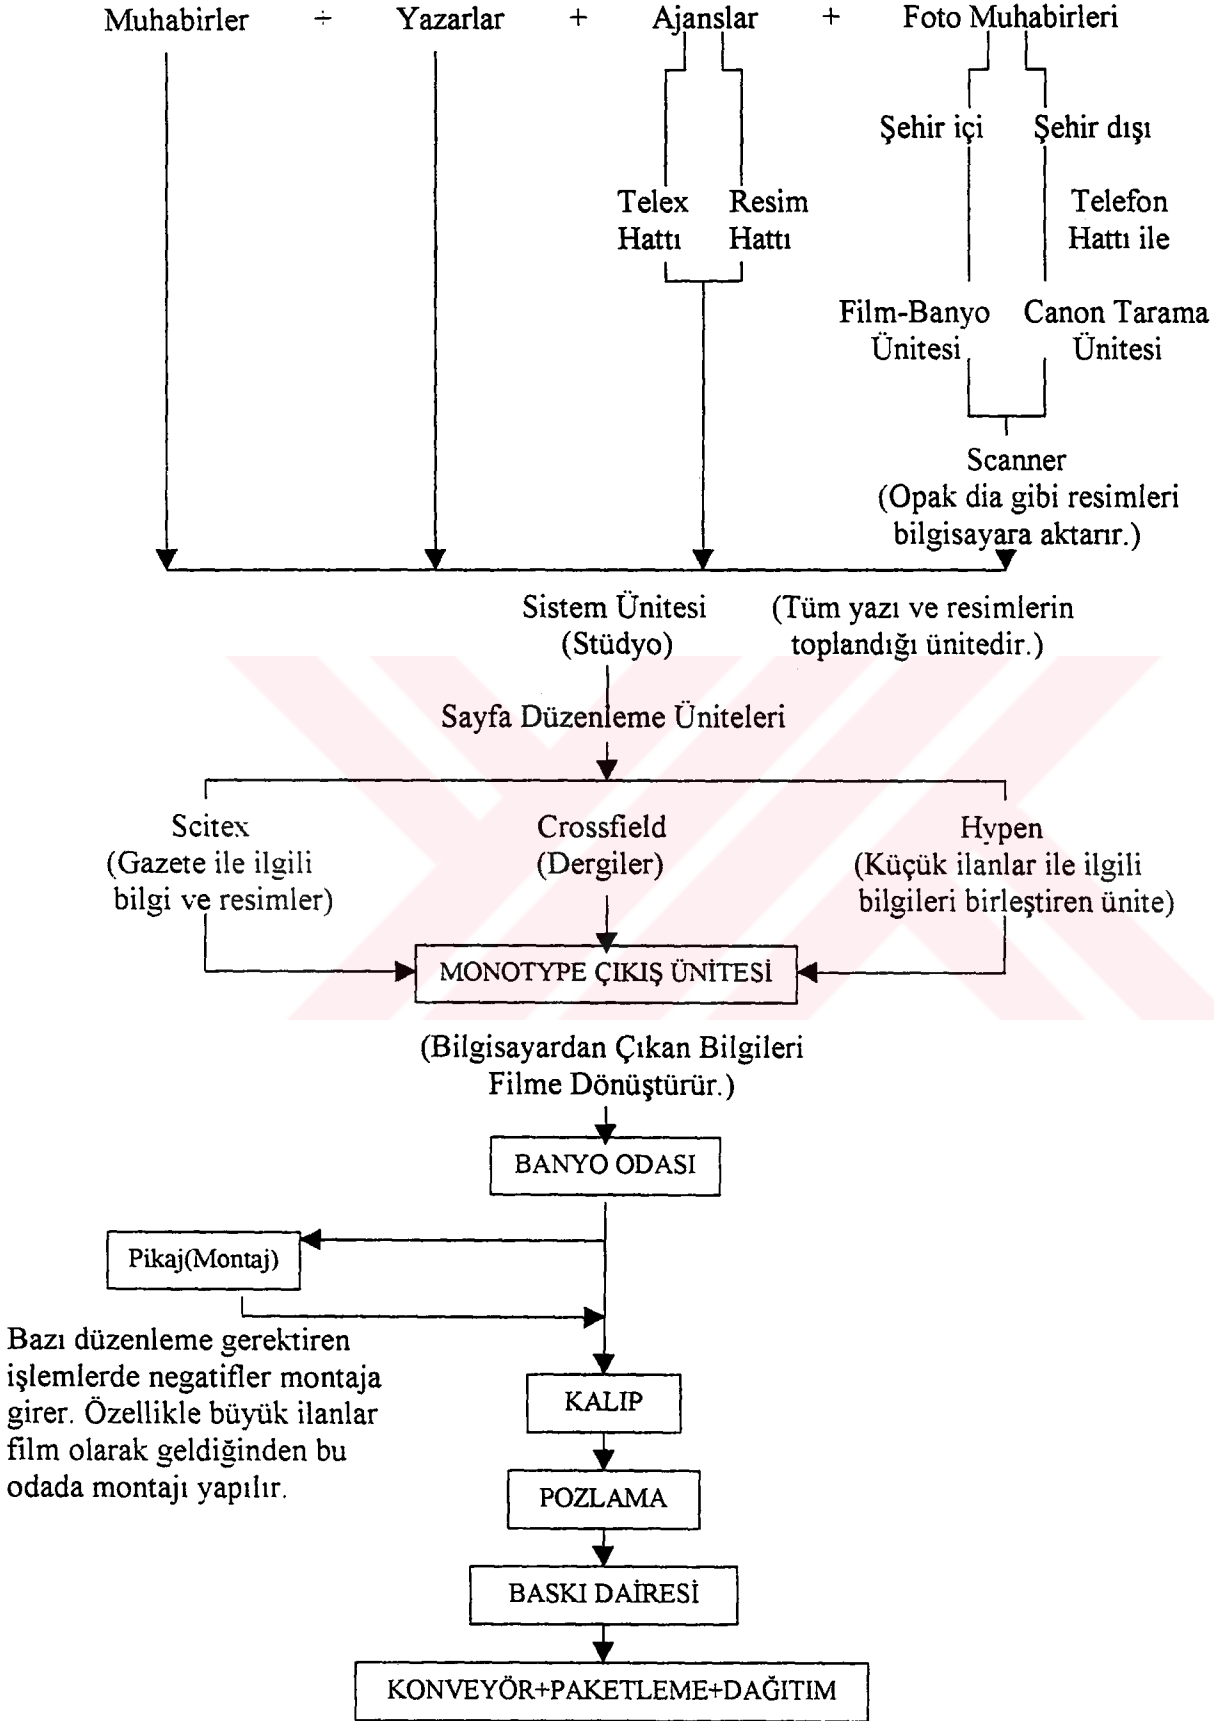 Muhabirler ÷ Yazarlar + Ajanslar + Foto Muhabirleri
Şehir içi Şehir dışı
Telex Resim Telefon
Hattı Hattı Hattı ile
Film-Banyo Canon Tarama
Ünitesi Ünitesi
Scanner
(Opak dia gibi resimleri
bilgisayara aktarır.)
Sistem Ünitesi (Tüm yazı ve resimlerin
(Stüdyo) toplandığı ünitedir.)
Sayfa Düzenleme Üniteleri
Scitex Crossfield Hypen
(Gazete ile ilgili (Dergiler) (Küçük ilanlar ile ilgili
bilgi ve resimler) bilgileri birleştiren ünite)
MONOTYPE ÇIKIŞ ÜNİTESİ
(Bilgisayardan Çıkan Bilgileri
Filme Dönüştürür.)
BANYO ODASI
Pikaj(Montaj)
Bazı düzenleme gerektiren
işlemlerde negatifler montaja
girer. Özellikle büyük ilanlar
film olarak geldiğinden bu
odada montajı yapılır.
KALIP
POZLAMA
BASKI DAİRESİ
KONVEYÖR+PAKETLEME+DAĞITIM